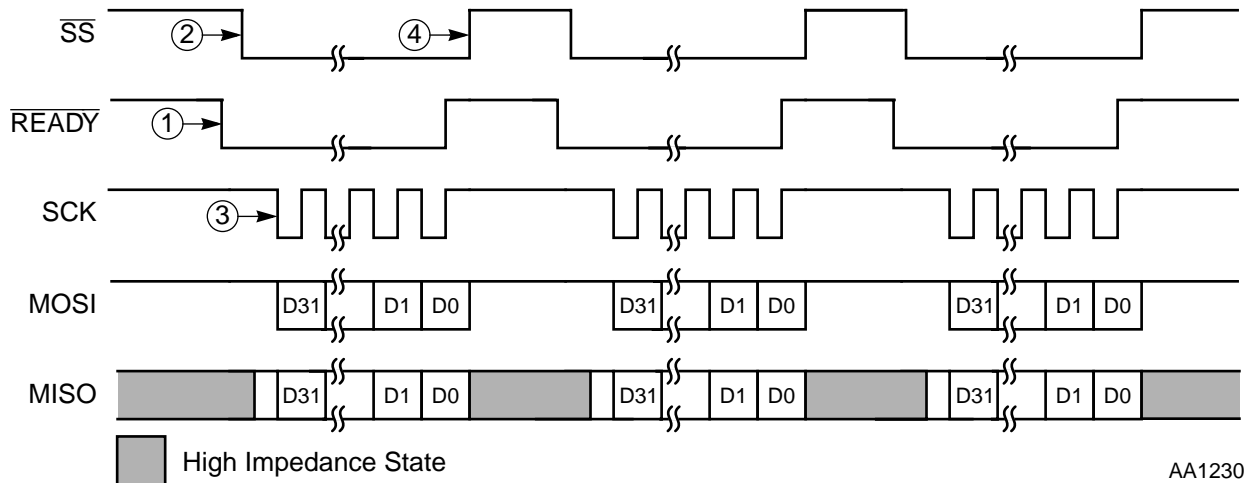 SS ② ④
READY ①
SCK ③
MOSI D31 D1 D0 D31 D1 D0 D31 D1 D0
MISO D31 D1 D0 D31 D1 D0 D31 D1 D0
High Impedance State
AA1230